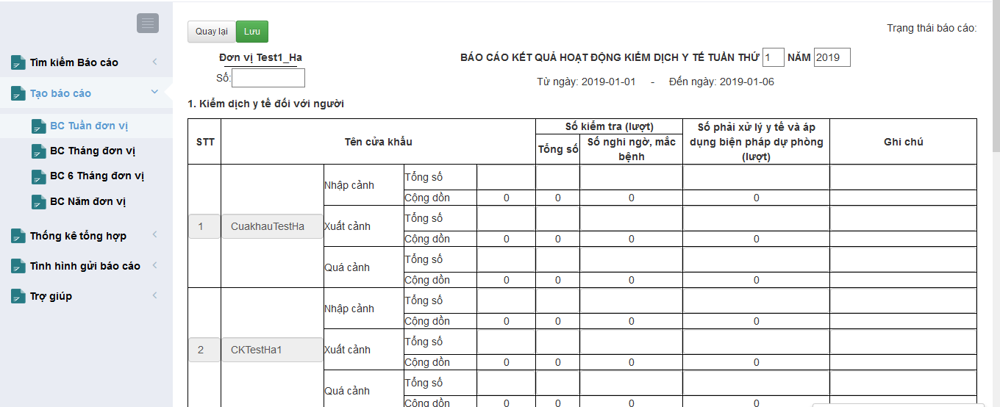 Quay lại Lưu
Trạng thái báo cáo:
Đơn vị Test1_Ha
BÁO CÁO KẾT QUẢ HOẠT ĐỘNG KIỂM DỊCH Y TẾ TUẦN THỨ 1 NĂM 2019
Số:
Từ ngày: 2019-01-01 - Đến ngày: 2019-01-06
Tìm kiếm Báo cáo
Tạo báo cáo
BC Tuần đơn vị
BC Tháng đơn vị
BC 6 Tháng đơn vị
BC Năm đơn vị
Thống kê tổng hợp
Tình hình gửi báo cáo
Trợ giúp
1. Kiểm dịch y tế đối với người
STT
Tên cửa khẩu
Số kiểm tra (lượt)
Tổng số
Số nghi ngờ, mắc
bệnh
Số phải xử lý y tế và áp
dụng biện pháp dự phòng
(lượt)
Ghi chú
1
CuakhauTestHa
Nhập cảnh
Tổng số
Cộng dồn 0 0 0 0
Xuất cảnh
Tổng số
Cộng dồn 0 0 0 0
Quá cảnh
Tổng số
Cộng dồn 0 0 0 0
2
CKTestHa1
Nhập cảnh
Tổng số
Cộng dồn 0 0 0 0
Xuất cảnh
Tổng số
Cộng dồn 0 0 0 0
Quá cảnh
Tổng số
Cộng dồn 0 0 0 0